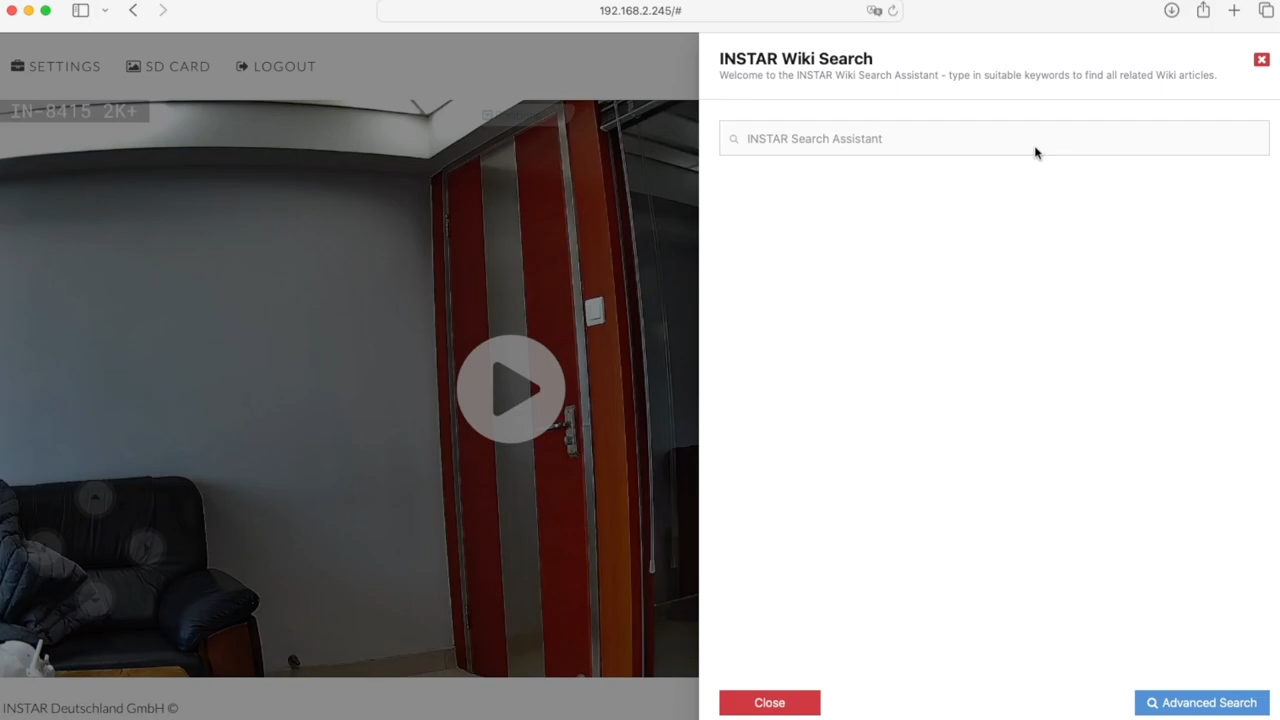 192.168.2.245/#
SETTINGS
SD CARD
LOGOUT
IN-8415 2K+
INSTAR Deutschland GmbH ©
INSTAR Wiki Search
Welcome to the INSTAR Wiki Search Assistant - type in suitable keywords to find all related Wiki articles.
INSTAR Search Assistant
Close
Advanced Search